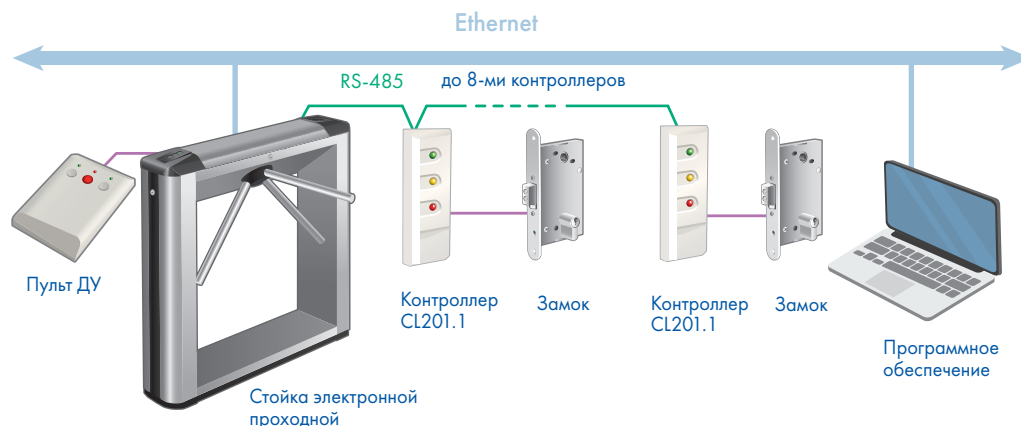 Ethernet
RS-485
до 8-ми контроллеров
Пульт ДУ
Контроллер
CL201.1
Замок
Контроллер
CL201.1
Замок
Программное
обеспечение
Стойка электронной
проходной